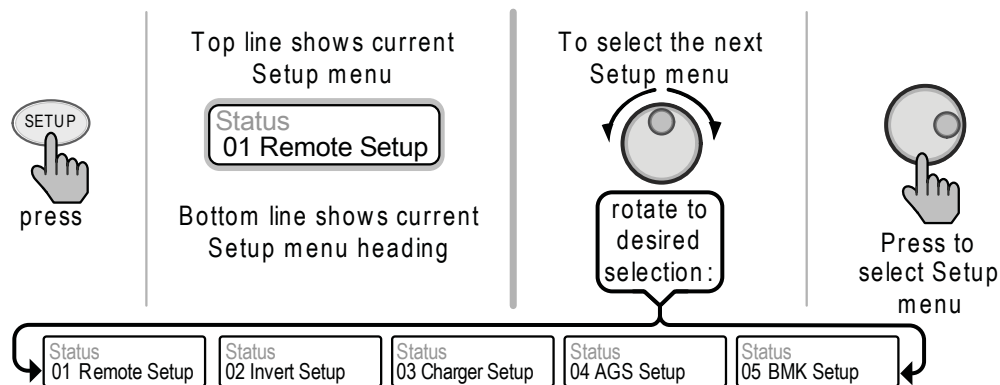 SETUP
press
Top line shows current
Setup menu
Status
01 Remote Setup
Bottom line shows current
Setup menu heading
To select the next
Setup menu
rotate to
desired
selection:
Press to
select Setup
menu
Status
01 Remote Setup
Status
02 Invert Setup
Status
03 Charger Setup
Status
04 AGS Setup
Status
05 BMK Setup